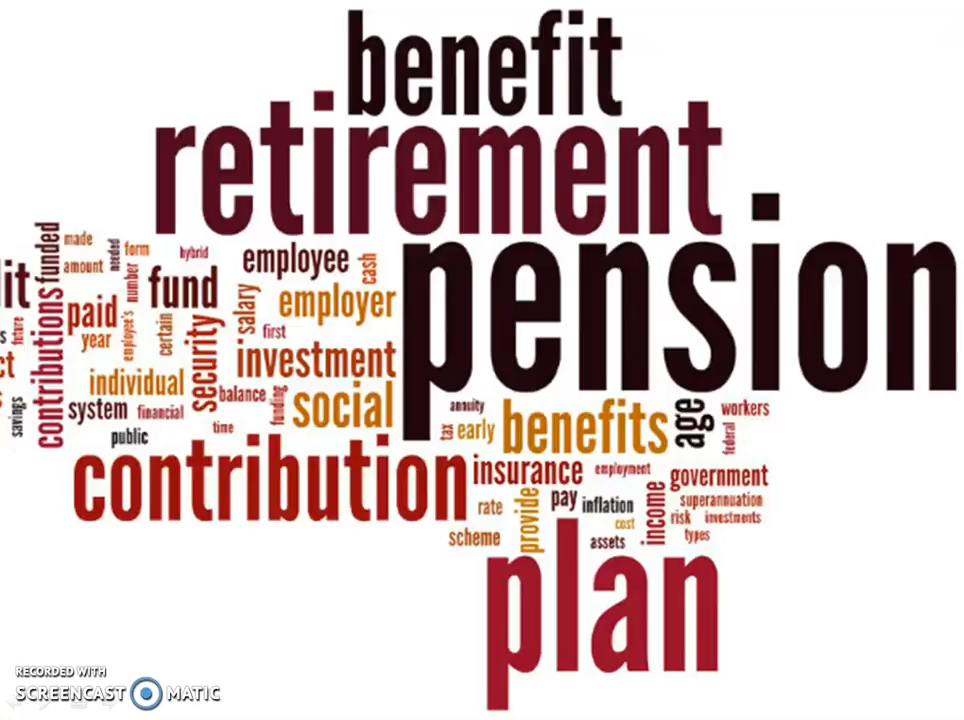 benefit
retirement
pension
funded
made
needed
form
hybrid
employee
cash
amount
number
fund
salary
employer
contributions
future
paid
year
employee's
certain
security
first
investment
individual
balance
funding
social
savings
system
financial
time
public
annuity
tax
early
benefits
age
workers
federal
contribution
insurance
employment
government
rate
provide
pay
inflation
income
superannuation
cost
risk
investments
scheme
assets
types
plan
RECORDED WITH
SCREENCAST MATIC